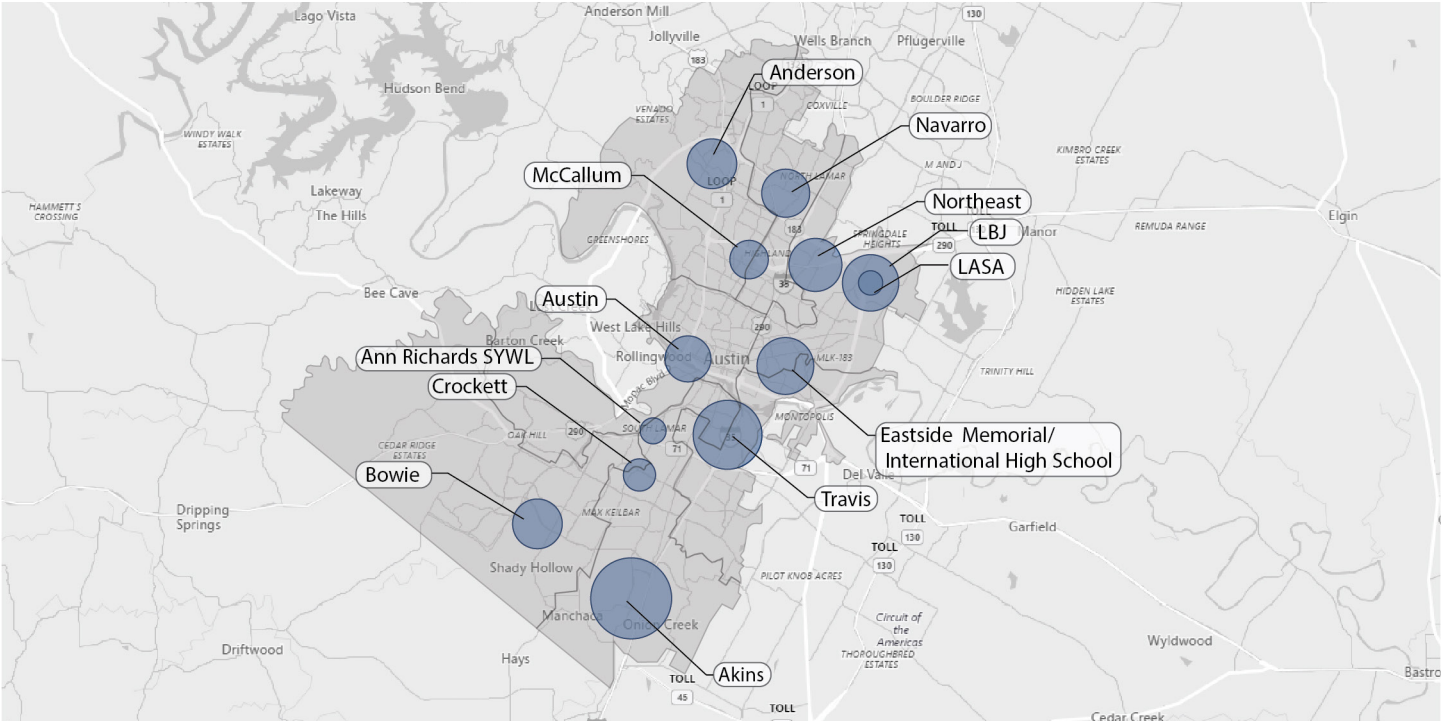 Lago Vista
Anderson Mill
130
Jollyville
Wells Branch
Pflugerville
183
Anderson
LOOP
1
Hudson Bend
COXVILLE
BOULDER RIDGE
VENADO
ESTATES
Navarro
WINDY WALK
ESTATES
KIMBRO CREEK
ESTATES
M AND J
McCallum
NORTH LAMAR
LOOP
1
Lakeway
The Hills
HAMMETT S
CROSSING
Northeast
TOLL
Elgin
183
SPRINGDALE
HEIGHTS
TOLL
290
LBJ
Manor
REMUDA RANGE
GREENSHORES
HIGHLAND
LASA
35
Bee Cave
HIDDEN LAKE
ESTATES
Austin
West Lake Hills
290
Barton Creek
Ann Richards SYWL
Rollingwood
Austin
MLK-183
TRINITY HILL
Crockett
Mopac Blvd
MONTOPOLIS
SOUTH LAMAR
290
OAK HILL
71
35
Eastside Memorial/
International High School
CEDAR RIDGE
ESTATES
Bowie
71
Del Valle
Travis
Dripping
Springs
MAX KEILBAR
TOLL
130
Garfield
TOLL
130
Shady Hollow
PILOT KNOB ACRES
Manchaca
Onion Creek
Circuit of
the
Americas
THOROUGHBRED
ESTATES
Wyldwood
Driftwood
Hays
Akins
TOLL
45
Bastro
TOLL
Cedar Creek